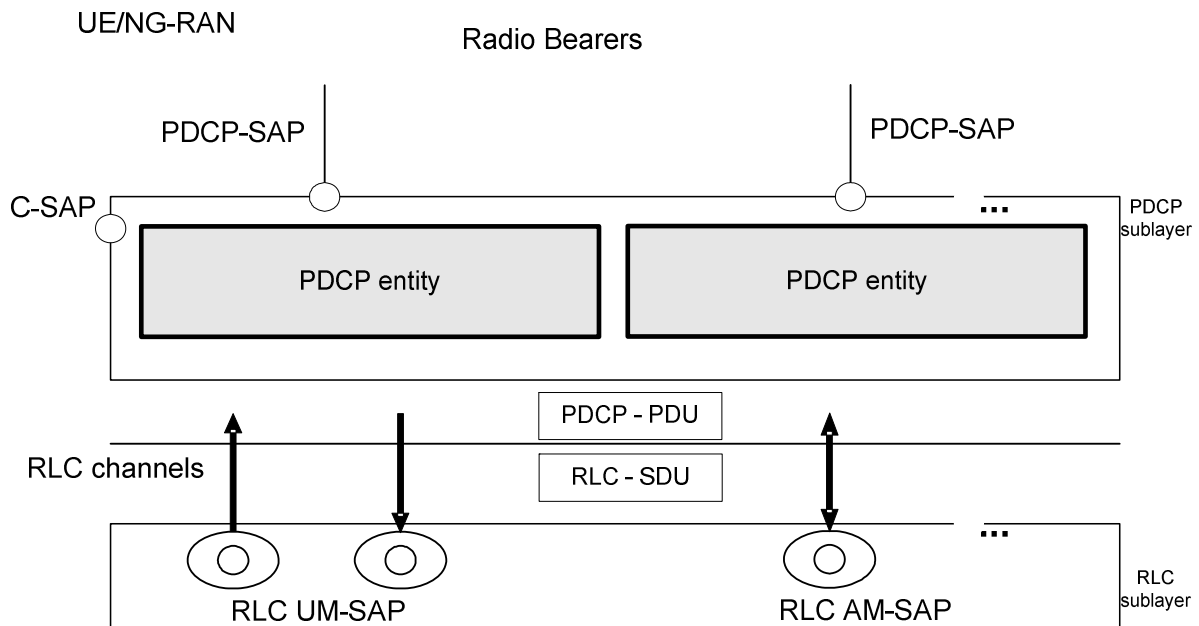 UE/NG-RAN
Radio Bearers
PDCP-SAP
PDCP-SAP
C-SAP
...
PDCP
sublayer
PDCP entity
PDCP entity
PDCP - PDU
RLC channels
RLC - SDU
...
RLC UM-SAP
RLC AM-SAP
RLC
sublayer